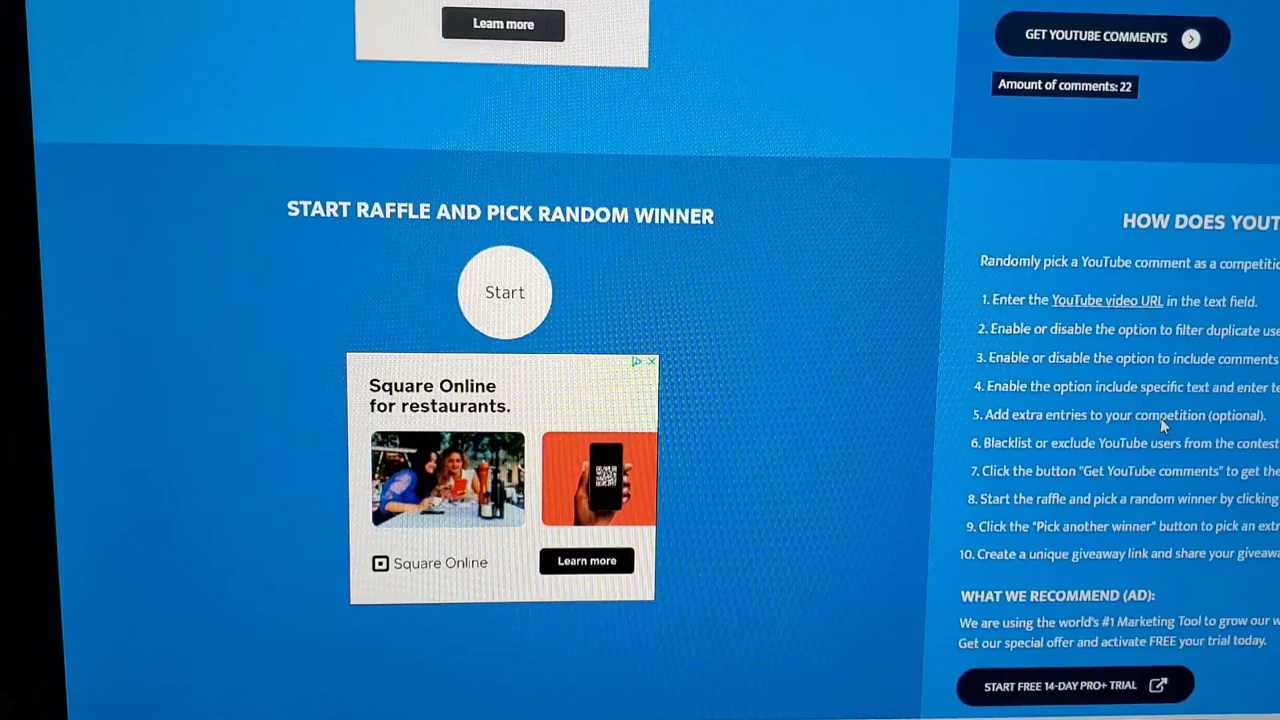 Learn more
GET YOUTUBE COMMENTS
Amount of comments: 22
START RAFFLE AND PICK RANDOM WINNER
Start
Square Online
for restaurants.
Square Online
Learn more
HOW DOES YOUT
Randomly pick a YouTube comment as a competitio
1. Enter the YouTube video URL in the text field.
2. Enable or disable the option to filter duplicate use
3. Enable or disable the option to include comments
4. Enable the option include specific text and enter te
5. Add extra entries to your competition (optional).
6. Blacklist or exclude YouTube users from the contest
7. Click the button "Get YouTube comments" to get the
8. Start the raffle and pick a random winner by clicking
9. Click the "Pick another winner" button to pick an extr
10. Create a unique giveaway link and share your giveawa
WHAT WE RECOMMEND (AD):
We are using the world's #1 Marketing Tool to grow our w
Get our special offer and activate FREE your trial today.
START FREE 14-DAY PRO+ TRIAL